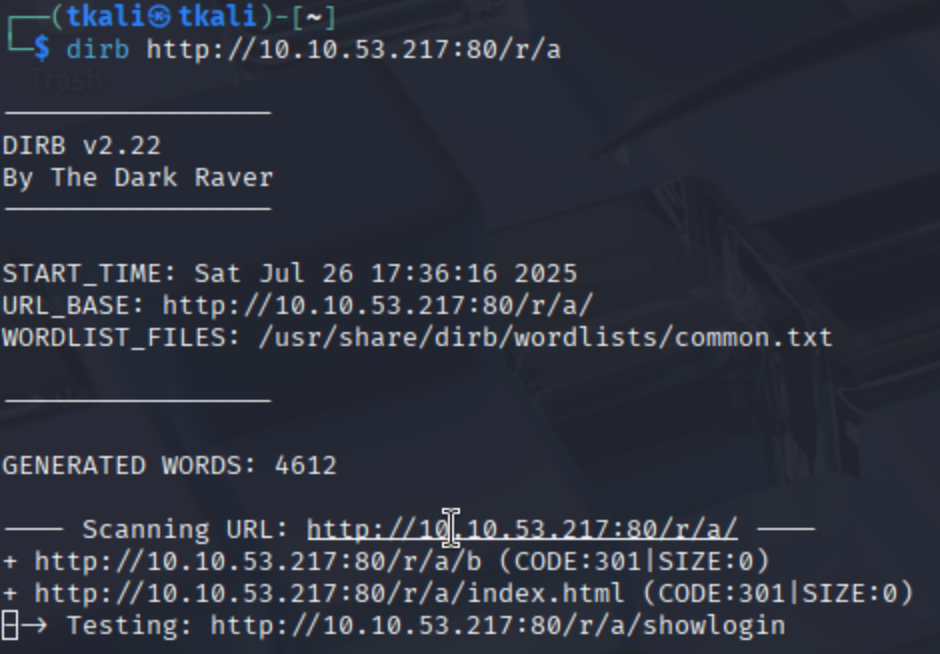 ┌──(tkali㉿tkali)-[~]
└─$ dirb http://10.10.53.217:80/r/a
Trash
DIRB v2.22
By The Dark Raver
START_TIME: Sat Jul 26 17:36:16 2025
URL_BASE: http://10.10.53.217:80/r/a/
WORDLIST_FILES: /usr/share/dirb/wordlists/common.txt
GENERATED WORDS: 4612
—— Scanning URL: http://10.10.53.217:80/r/a/ ——
+ http://10.10.53.217:80/r/a/b (CODE:301|SIZE:0)
+ http://10.10.53.217:80/r/a/index.html (CODE:301|SIZE:0)
→ Testing: http://10.10.53.217:80/r/a/showlogin